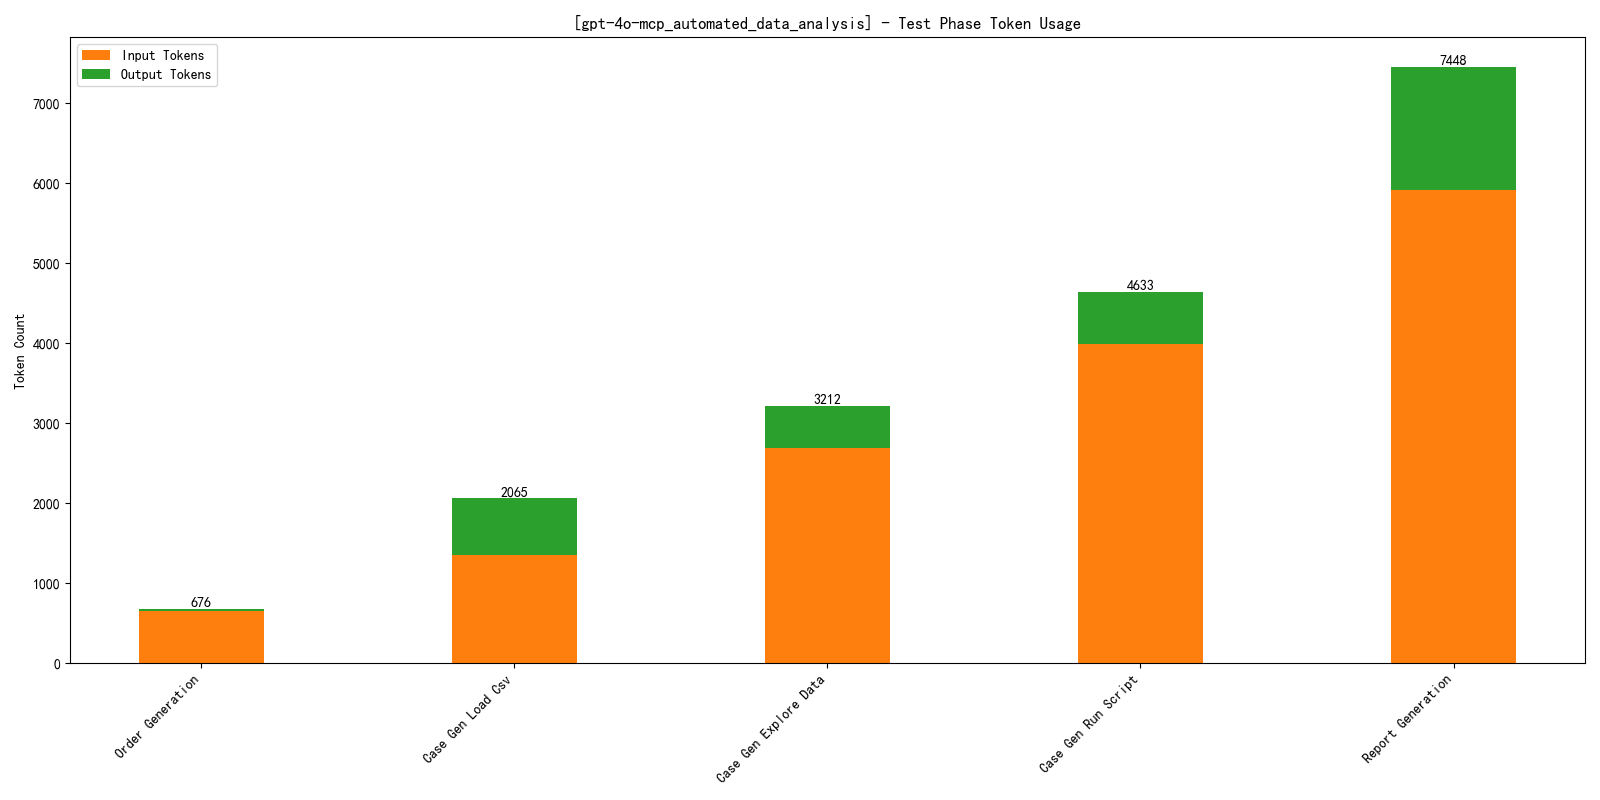 [gpt-4o-mcp_automated_data_analysis] - Test Phase Token Usage
Input Tokens
Output Tokens
7448
7000
6000
5000
4633
4000
3212
3000
2065
2000
1000
676
0
Token Count
Order Generation
Case Gen Load Csv
Case Gen Explore Data
Case Gen Run Script
Report Generation